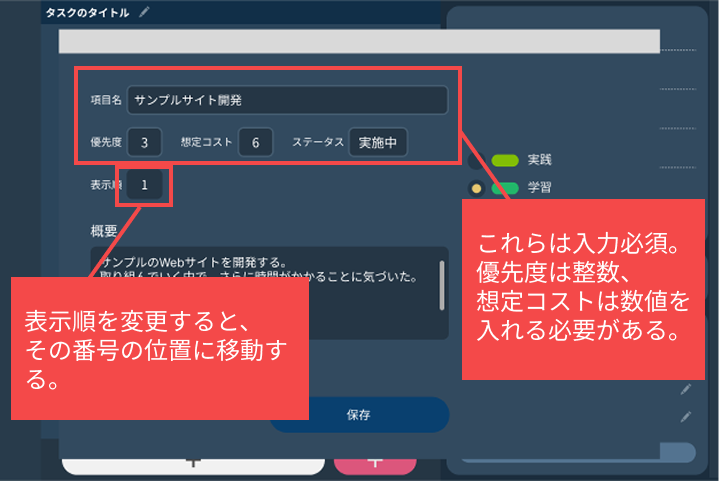 タスクのタイトル
項目名 サンプルサイト開発
優先度 3 想定コスト 6 ステータス 実施中
表示順 1
実践
学習
概要
サンプルのWebサイトを開発する。
取り組んでいく中で、さらに時間がかかることに気づいた。
これらは入力必須。
優先度は整数、
想定コストは数値を
入れる必要がある。
表示順を変更すると、
その番号の位置に移動す
る。
保存